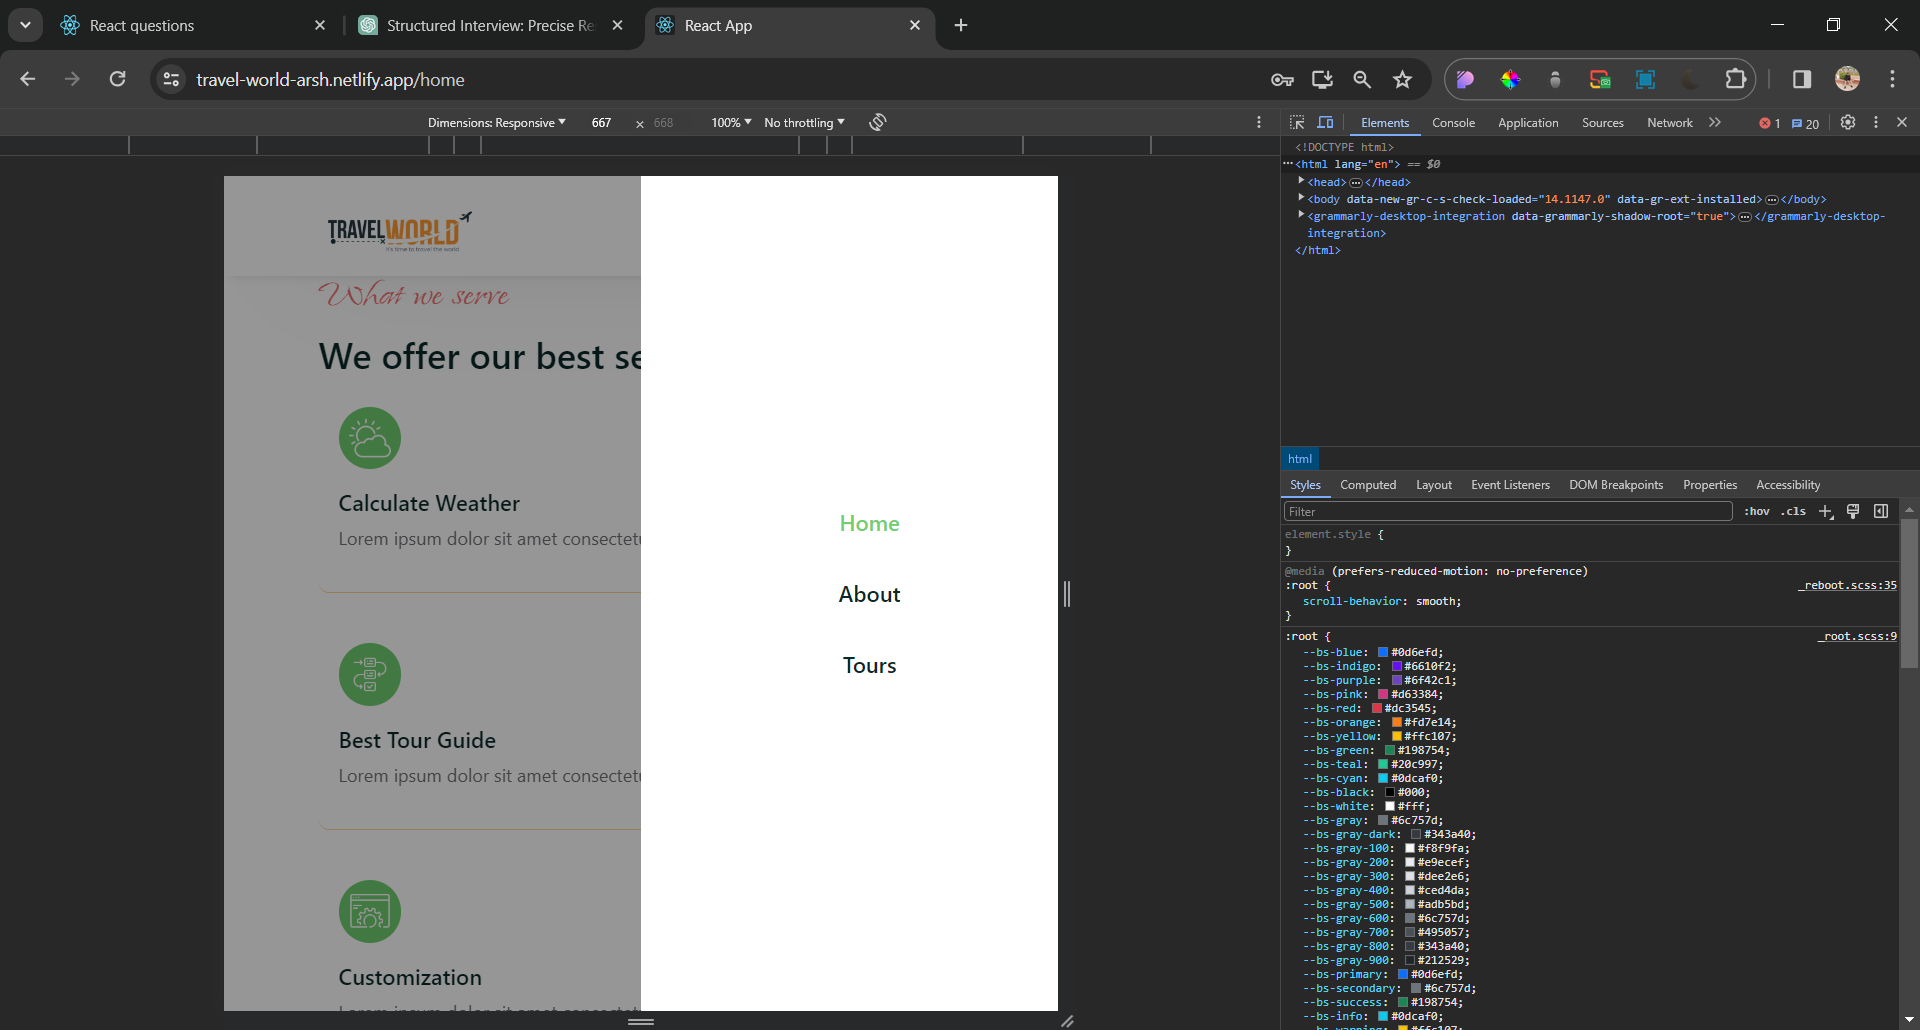 React questions
Structured Interview: Precise Re
React App
travel-world-arsh.netlify.app/home
Dimensions: Responsive 667 × 668 100% No throttling
Elements Console Application Sources Network 1 20
<!DOCTYPE html>
<html lang="en"> == $0
<head></head>
<body data-new-gr-c-s-check-loaded="14.1147.0" data-gr-ext-installed></body>
<grammarly-desktop-integration data-grammarly-shadow-root="true"></grammarly-desktop-
integration>
</html>
TRAVELWORLD
it's time to travel the world
What we serve
We offer our best se
Calculate Weather
Lorem ipsum dolor sit amet consectetu
Best Tour Guide
Lorem ipsum dolor sit amet consectetu
Customization
Home
About
Tours
html
Styles Computed Layout Event Listeners DOM Breakpoints Properties Accessibility
Filter :hov .cls
element.style {
}
@media (prefers-reduced-motion: no-preference)
:root { _reboot.scss:35
scroll-behavior: smooth;
}
:root { _root.scss:9
--bs-blue: #0d6efd;
--bs-indigo: #6610f2;
--bs-purple: #6f42c1;
--bs-pink: #d63384;
--bs-red: #dc3545;
--bs-orange: #fd7e14;
--bs-yellow: #ffc107;
--bs-green: #198754;
--bs-teal: #20c997;
--bs-cyan: #0dcaf0;
--bs-black: #000;
--bs-white: #fff;
--bs-gray: #6c757d;
--bs-gray-dark: #343a40;
--bs-gray-100: #f8f9fa;
--bs-gray-200: #e9ecef;
--bs-gray-300: #dee2e6;
--bs-gray-400: #ced4da;
--bs-gray-500: #adb5bd;
--bs-gray-600: #6c757d;
--bs-gray-700: #495057;
--bs-gray-800: #343a40;
--bs-gray-900: #212529;
--bs-primary: #0d6efd;
--bs-secondary: #6c757d;
--bs-success: #198754;
--bs-info: #0dcaf0;